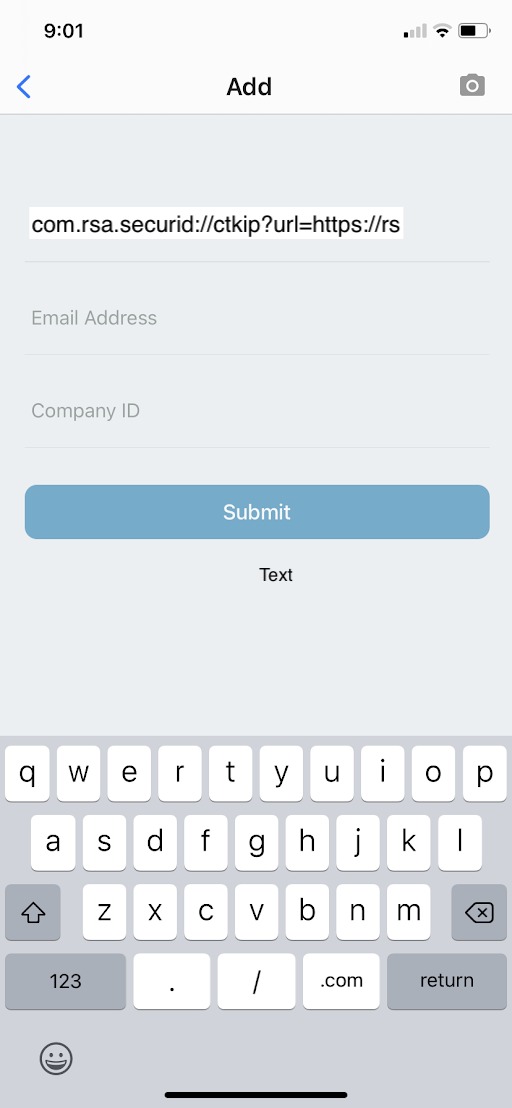 9:01
Add
com.rsa.securid://ctkip?url=https://rs
Email Address
Company ID
Submit
Text
q w e r t y u i o p
a s d f g h j k l
z x c v b n m
123 . / .com return